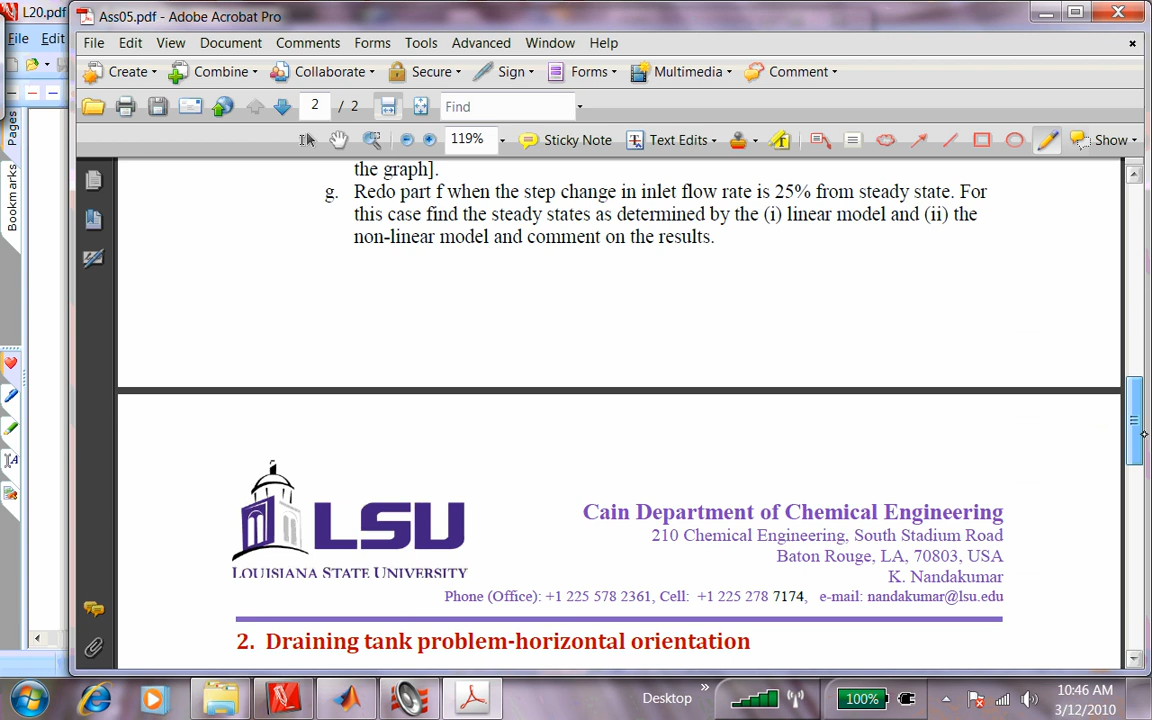 L20.pdf
Ass05.pdf - Adobe Acrobat Pro
File Edit
File Edit View Document Comments Forms Tools Advanced Window Help
Create Combine Collaborate Secure Sign Forms Multimedia Comment
2 / 2 Find
119% Sticky Note Text Edits Show
Pages
Bookmarks
the graph].
g. Redo part f when the step change in inlet flow rate is 25% from steady state. For
this case find the steady states as determined by the (i) linear model and (ii) the
non-linear model and comment on the results.
LSU
LOUISIANA STATE UNIVERSITY
Cain Department of Chemical Engineering
210 Chemical Engineering, South Stadium Road
Baton Rouge, LA, 70803, USA
K. Nandakumar
Phone (Office): +1 225 578 2361, Cell: +1 225 278 7174, e-mail: nandakumar@lsu.edu
2. Draining tank problem-horizontal orientation
Desktop
100%
10:46 AM
3/12/2010